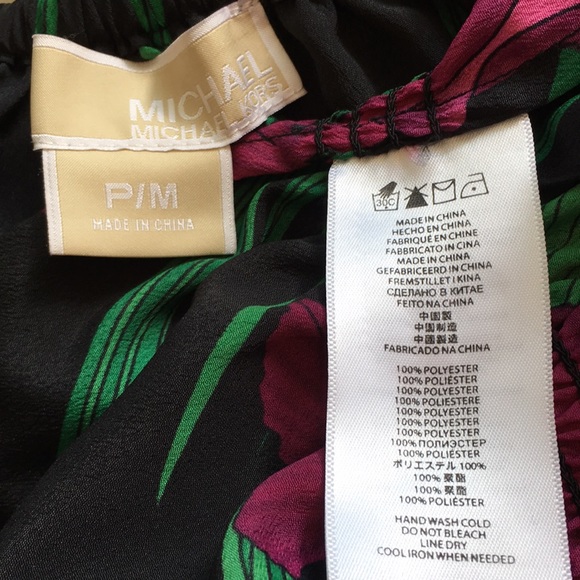 MICHAEL
MICHAEL KORS
P/M
MADE IN CHINA
30C
MADE IN CHINA
HECHO EN CHINA
FABRIQUÉ EN CHINE
FABBRICATO IN CINA
MADE IN CHINA
GEFABRICEERD IN CHINA
FREMSTILLET I KINA
СДЕЛАНО В КИТАЕ
FEITO NA CHINA
中国製
中国制造
中國製造
FABRICADO NA CHINA
100% POLYESTER
100% POLIÉSTER
100% POLYESTER
100% POLIESTERE
100% POLYESTER
100% POLYESTER
100% POLYESTER
100% ПОЛИЭСТЕР
100% POLIÉSTER
ポリエステル 100%
100% 聚酯
100% 聚酯
100% POLIÉSTER
HAND WASH COLD
DO NOT BLEACH
LINE DRY
COOL IRON WHEN NEEDED